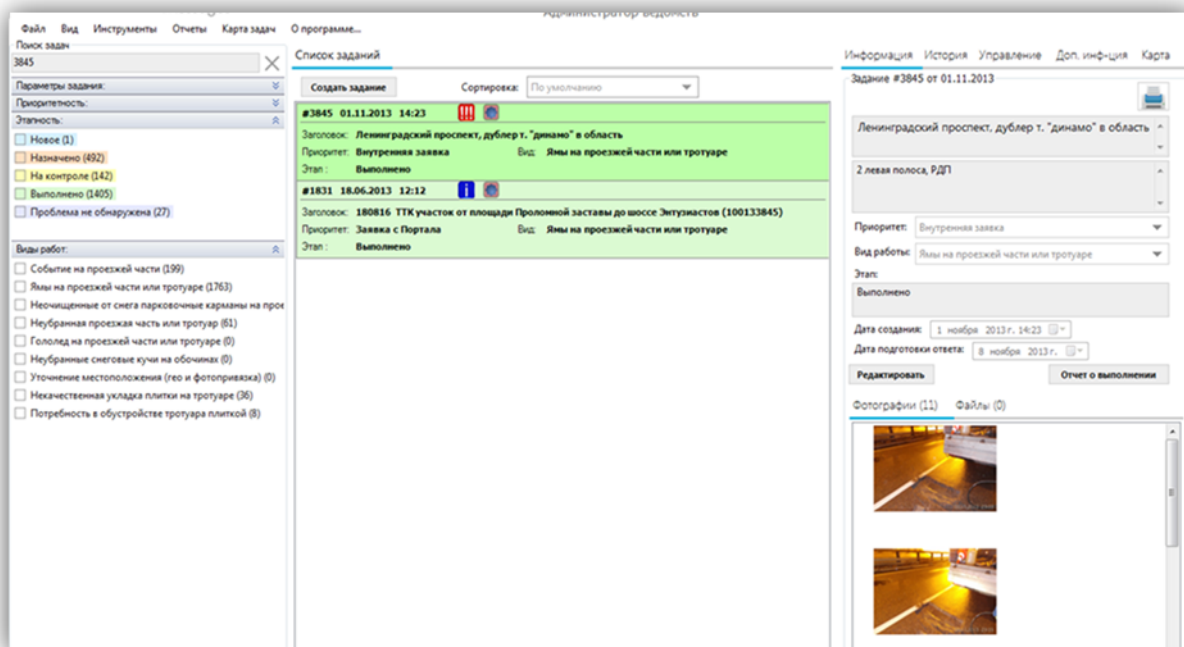 Администратор ведомств
Файл Вид Инструменты Отчеты Карта задач О программе...
Поиск задач
3845
Параметры задания:
Приоритетность:
Этапность:
Новое (1)
Назначено (492)
На контроле (142)
Выполнено (1405)
Проблема не обнаружена (27)
Виды работ:
Событие на проезжей части (199)
Ямы на проезжей части или тротуаре (1763)
Неочищенные от снега парковочные карманы на прое
Неубранная проезжая часть или тротуар (61)
Гололед на проезжей части или тротуаре (0)
Неубранные снеговые кучи на обочинах (0)
Уточнение местоположения (гео и фотопривязка) (0)
Некачественная укладка плитки на тротуаре (36)
Потребность в обустройстве тротуара плиткой (8)
Список заданий
Создать задание Сортировка: По умолчанию
#3845 01.11.2013 14:23
Заголовок: Ленинградский проспект, дублер т. "динамо" в область
Приоритет: Внутренняя заявка Вид: Ямы на проезжей части или тротуаре
Этап : Выполнено
#1831 18.06.2013 12:12
Заголовок: 180816 ТТК участок от площади Проломной заставы до шоссе Энтузиастов (100133845)
Приоритет: Заявка с Портала Вид: Ямы на проезжей части или тротуаре
Этап : Выполнено
Информация История Управление Доп. инф-ция Карта
Задание #3845 от 01.11.2013
Ленинградский проспект, дублер т. "динамо" в область
2 левая полоса, РДП
Приоритет: Внутренняя заявка
Вид работы: Ямы на проезжей части или тротуаре
Этап:
Выполнено
Дата создания: 1 ноября 2013 г. 14:23
Дата подготовки ответа: 8 ноября 2013 г.
Редактировать Отчет о выполнении
Фотографии (11) Файлы (0)